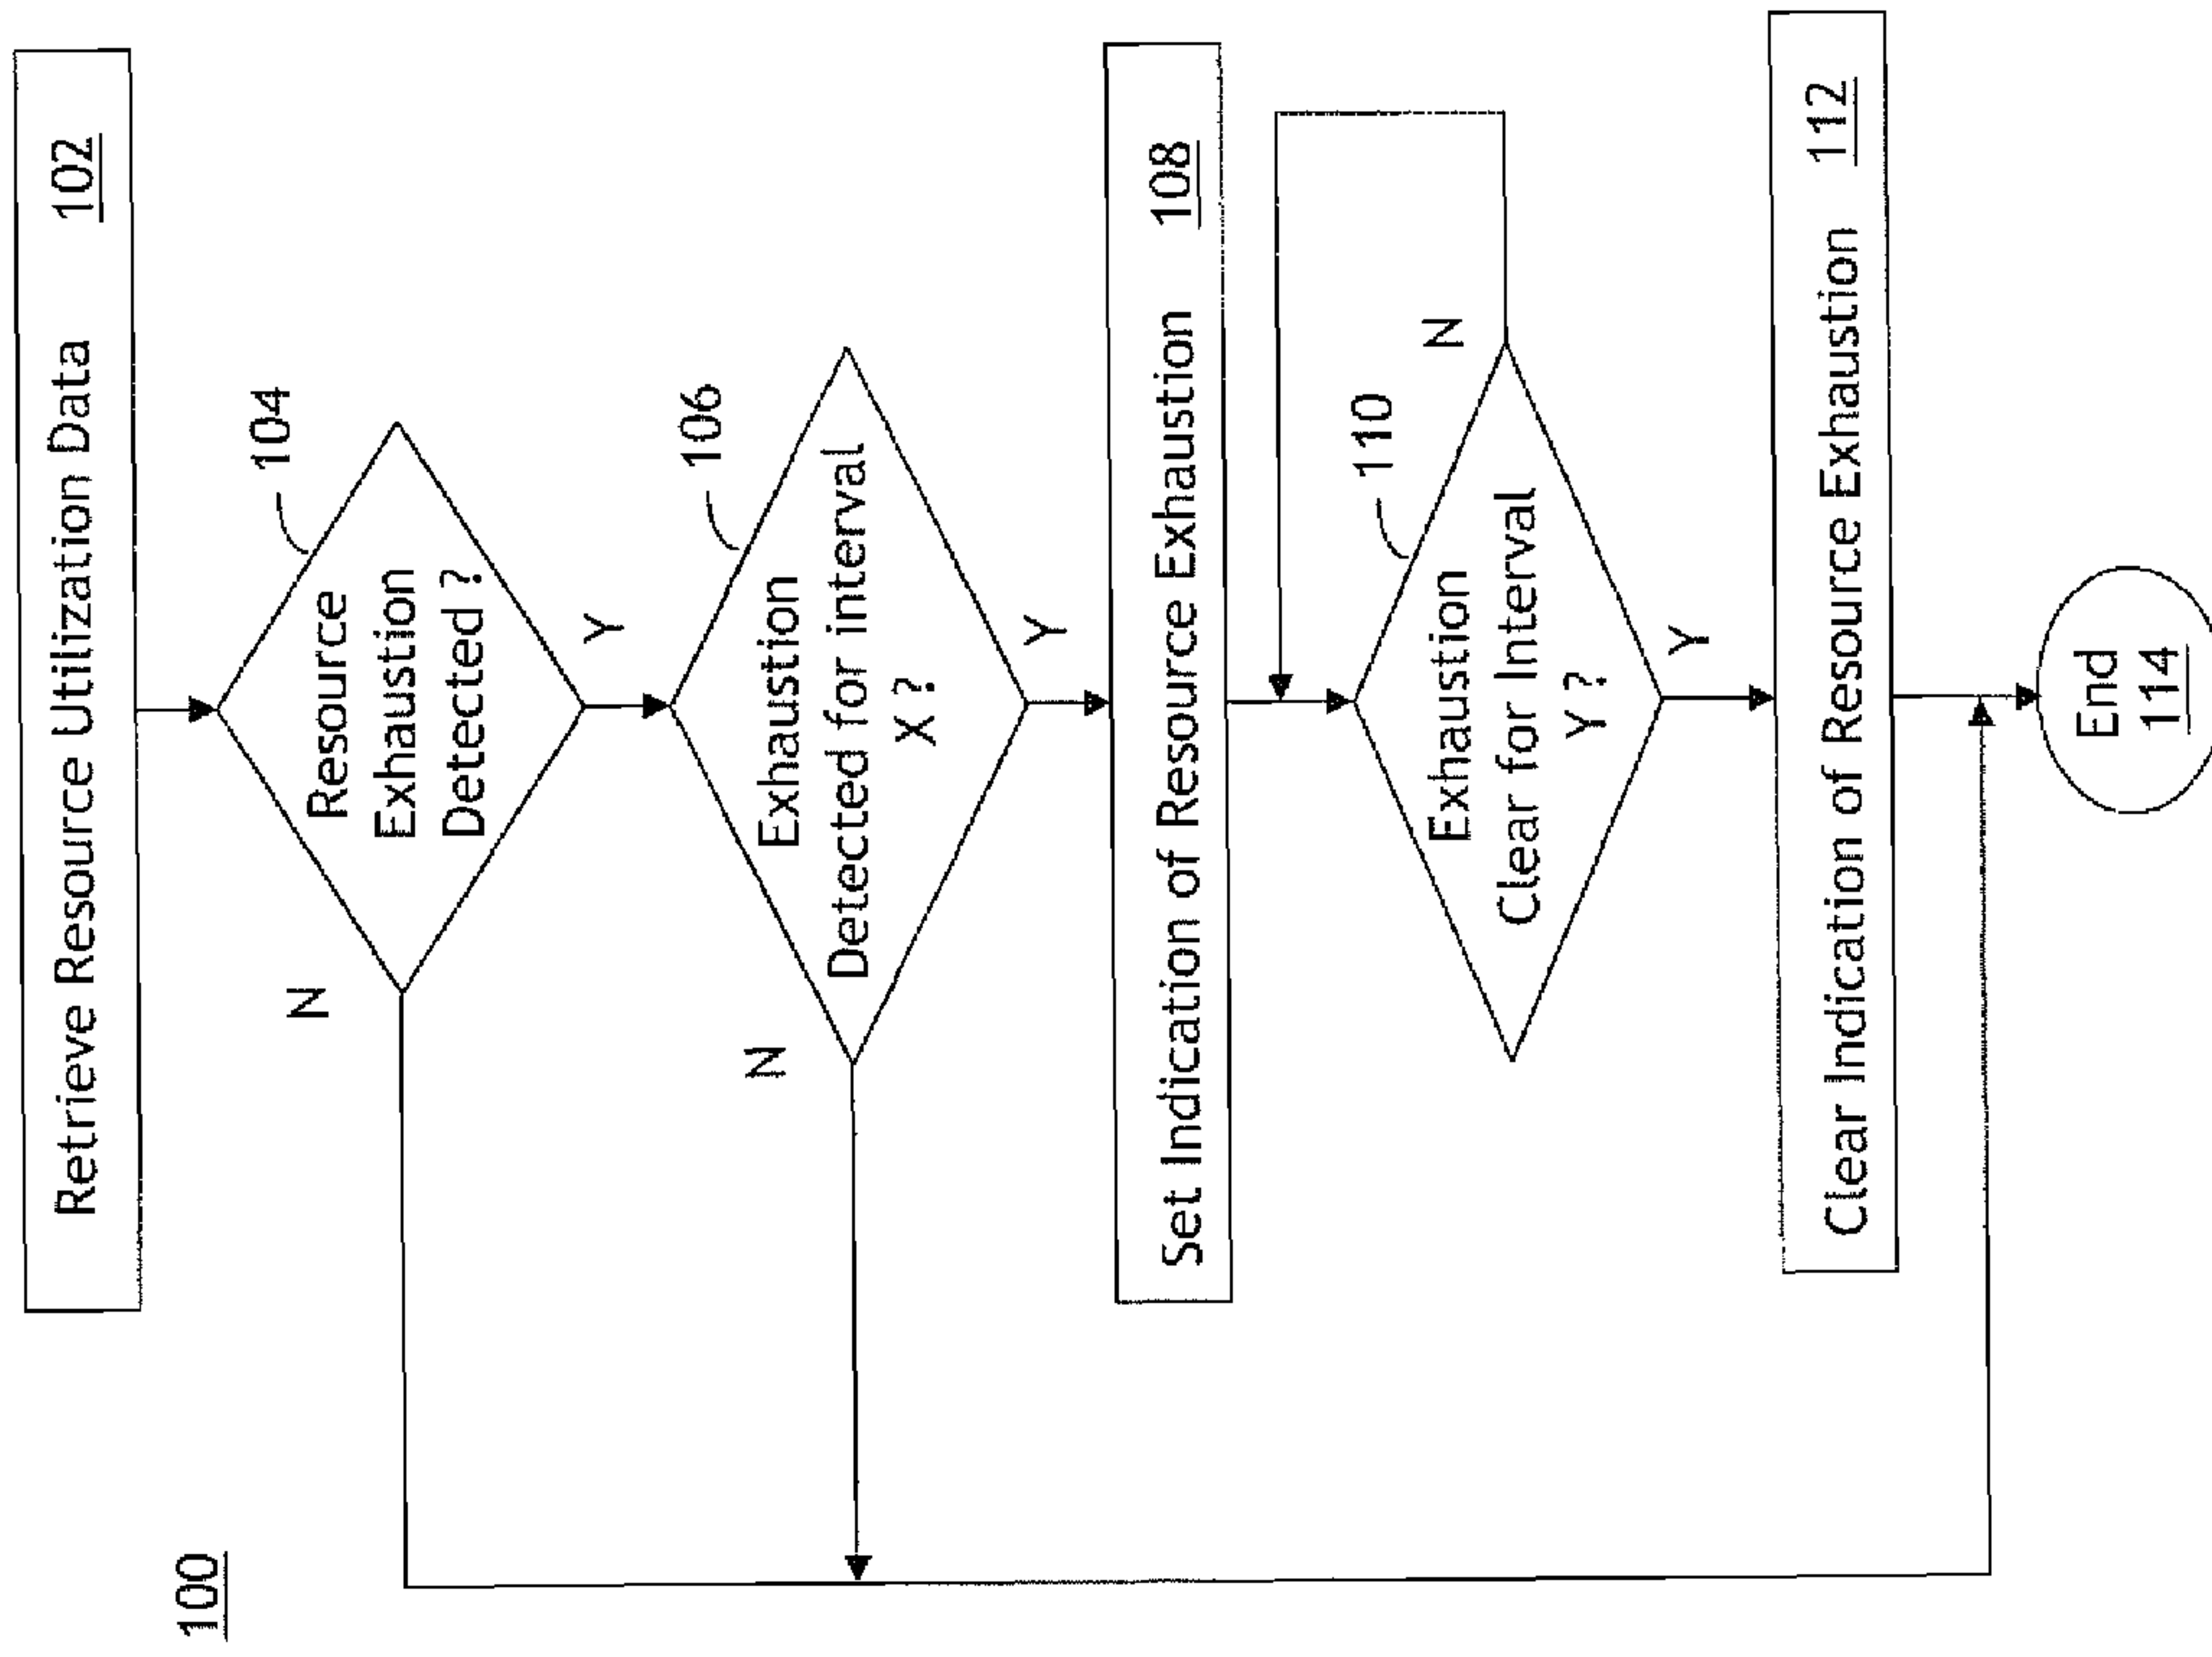 100
Retrieve Resource Utilization Data 102
104
Resource
Exhaustion
Detected ?
N
Y
106
Exhaustion
Detected for interval
X ?
N
Y
Set Indication of Resource Exhaustion 108
110
Exhaustion
Clear for Interval
Y ?
N
Y
Clear Indication of Resource Exhaustion 112
End
114